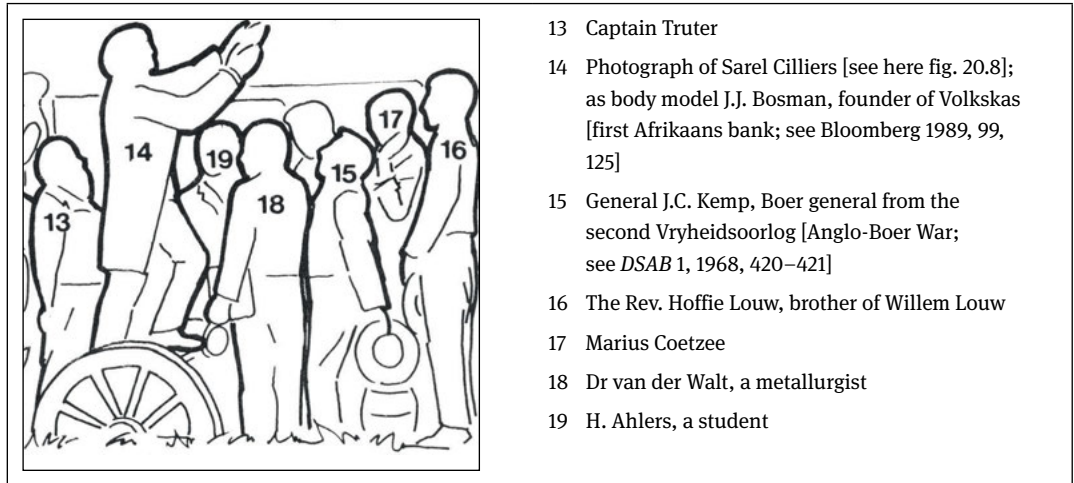 14
17
19
16
15
18
13
13 Captain Truter
14 Photograph of Sarel Cilliers [see here fig. 20.8];
as body model J.J. Bosman, founder of Volkskas
[first Afrikaans bank; see Bloomberg 1989, 99,
125]
15 General J.C. Kemp, Boer general from the
second Vryheidsoorlog [Anglo-Boer War;
see DSAB 1, 1968, 420–421]
16 The Rev. Hoffie Louw, brother of Willem Louw
17 Marius Coetzee
18 Dr van der Walt, a metallurgist
19 H. Ahlers, a student